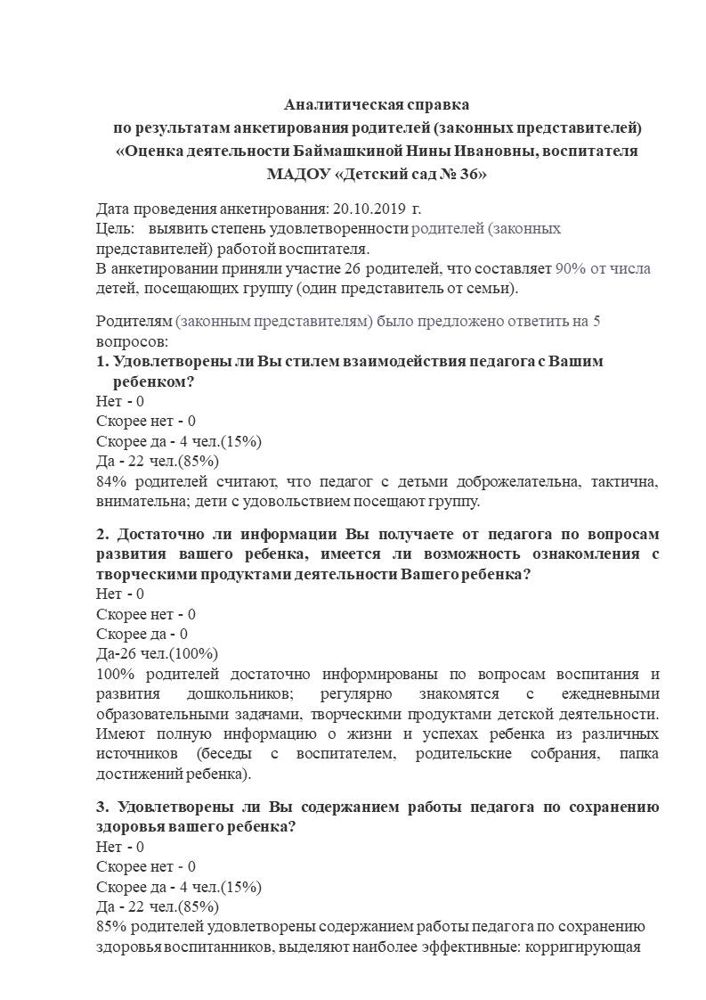 Аналитическая справка
по результатам анкетирования родителей (законных представителей)
«Оценка деятельности Баймашкиной Нины Ивановны, воспитателя
МАДОУ «Детский сад № 36»
Дата проведения анкетирования: 20.10.2019 г.
Цель: выявить степень удовлетворенности родителей (законных
представителей) работой воспитателя.
В анкетировании приняли участие 26 родителей, что составляет 90% от числа
детей, посещающих группу (один представитель от семьи).
Родителям (законным представителям) было предложено ответить на 5
вопросов:
1. Удовлетворены ли Вы стилем взаимодействия педагога с Вашим
ребенком?
Нет - 0
Скорее нет - 0
Скорее да - 4 чел.(15%)
Да - 22 чел.(85%)
84% родителей считают, что педагог с детьми доброжелательна, тактична,
внимательна; дети с удовольствием посещают группу.
2. Достаточно ли информации Вы получаете от педагога по вопросам
развития вашего ребенка, имеется ли возможность ознакомления с
творческими продуктами деятельности Вашего ребенка?
Нет - 0
Скорее нет - 0
Скорее да - 0
Да-26 чел.(100%)
100% родителей достаточно информированы по вопросам воспитания и
развития дошкольников; регулярно знакомятся с ежедневными
образовательными задачами, творческими продуктами детской деятельности.
Имеют полную информацию о жизни и успехах ребенка из различных
источников (беседы с воспитателем, родительские собрания, папка
достижений ребенка).
3. Удовлетворены ли Вы содержанием работы педагога по сохранению
здоровья вашего ребенка?
Нет - 0
Скорее нет - 0
Скорее да - 4 чел.(15%)
Да - 22 чел.(85%)
85% родителей удовлетворены содержанием работы педагога по сохранению
здоровья воспитанников, выделяют наиболее эффективные: корригирующая